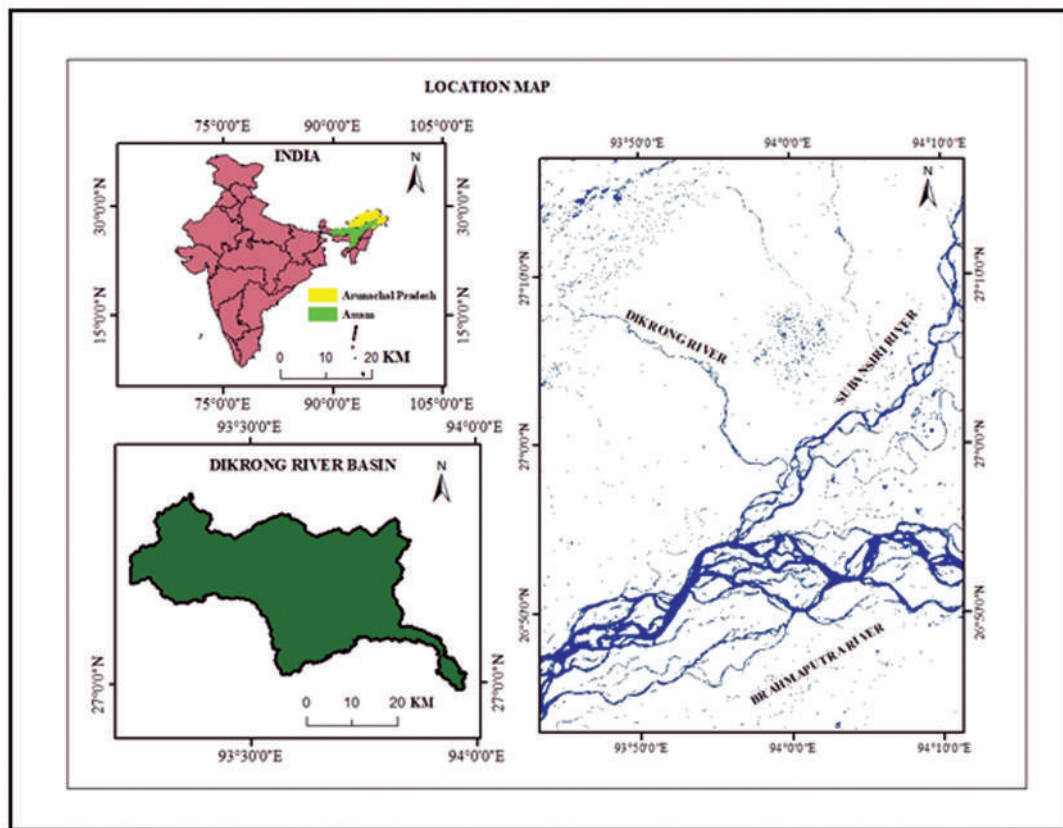 LOCATION MAP
75°0'0"E 90°0'0"E 105°0'0"E
INDIA
N
30°0'0"N 30°0'0"N
Arunachal Pradesh
Assam
15°0'0"N 15°0'0"N
0 10 20 KM
75°0'0"E 90°0'0"E 105°0'0"E
93°30'0"E 94°0'0"E
DIKRONG RIVER BASIN
N
27°0'0"N 27°0'0"N
0 10 20 KM
93°30'0"E 94°0'0"E
93°50'0"E 94°0'0"E 94°10'0"E
N
27°10'0"N 27°10'0"N
DIKRONG RIVER
SUBANSIRI RIVER
27°0'0"N 27°0'0"N
26°50'0"N 26°50'0"N
BRAHMAPUTRA RIVER
93°50'0"E 94°0'0"E 94°10'0"E